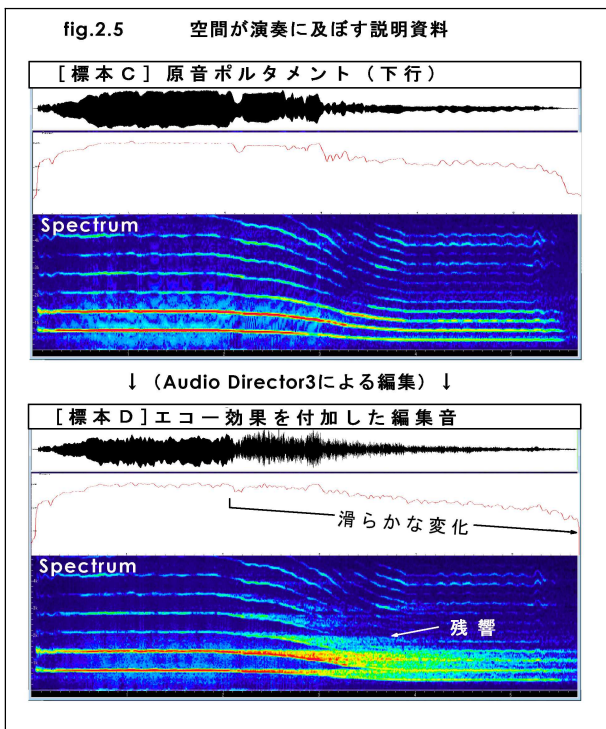 fig.2.5 空間が演奏に及ぼす説明資料
[標本C] 原音ポルタメント(下行)
Spectrum
↓ (Audio Director3による編集) ↓
[標本D]エコー効果を付加した編集音
滑らかな変化
Spectrum
残響